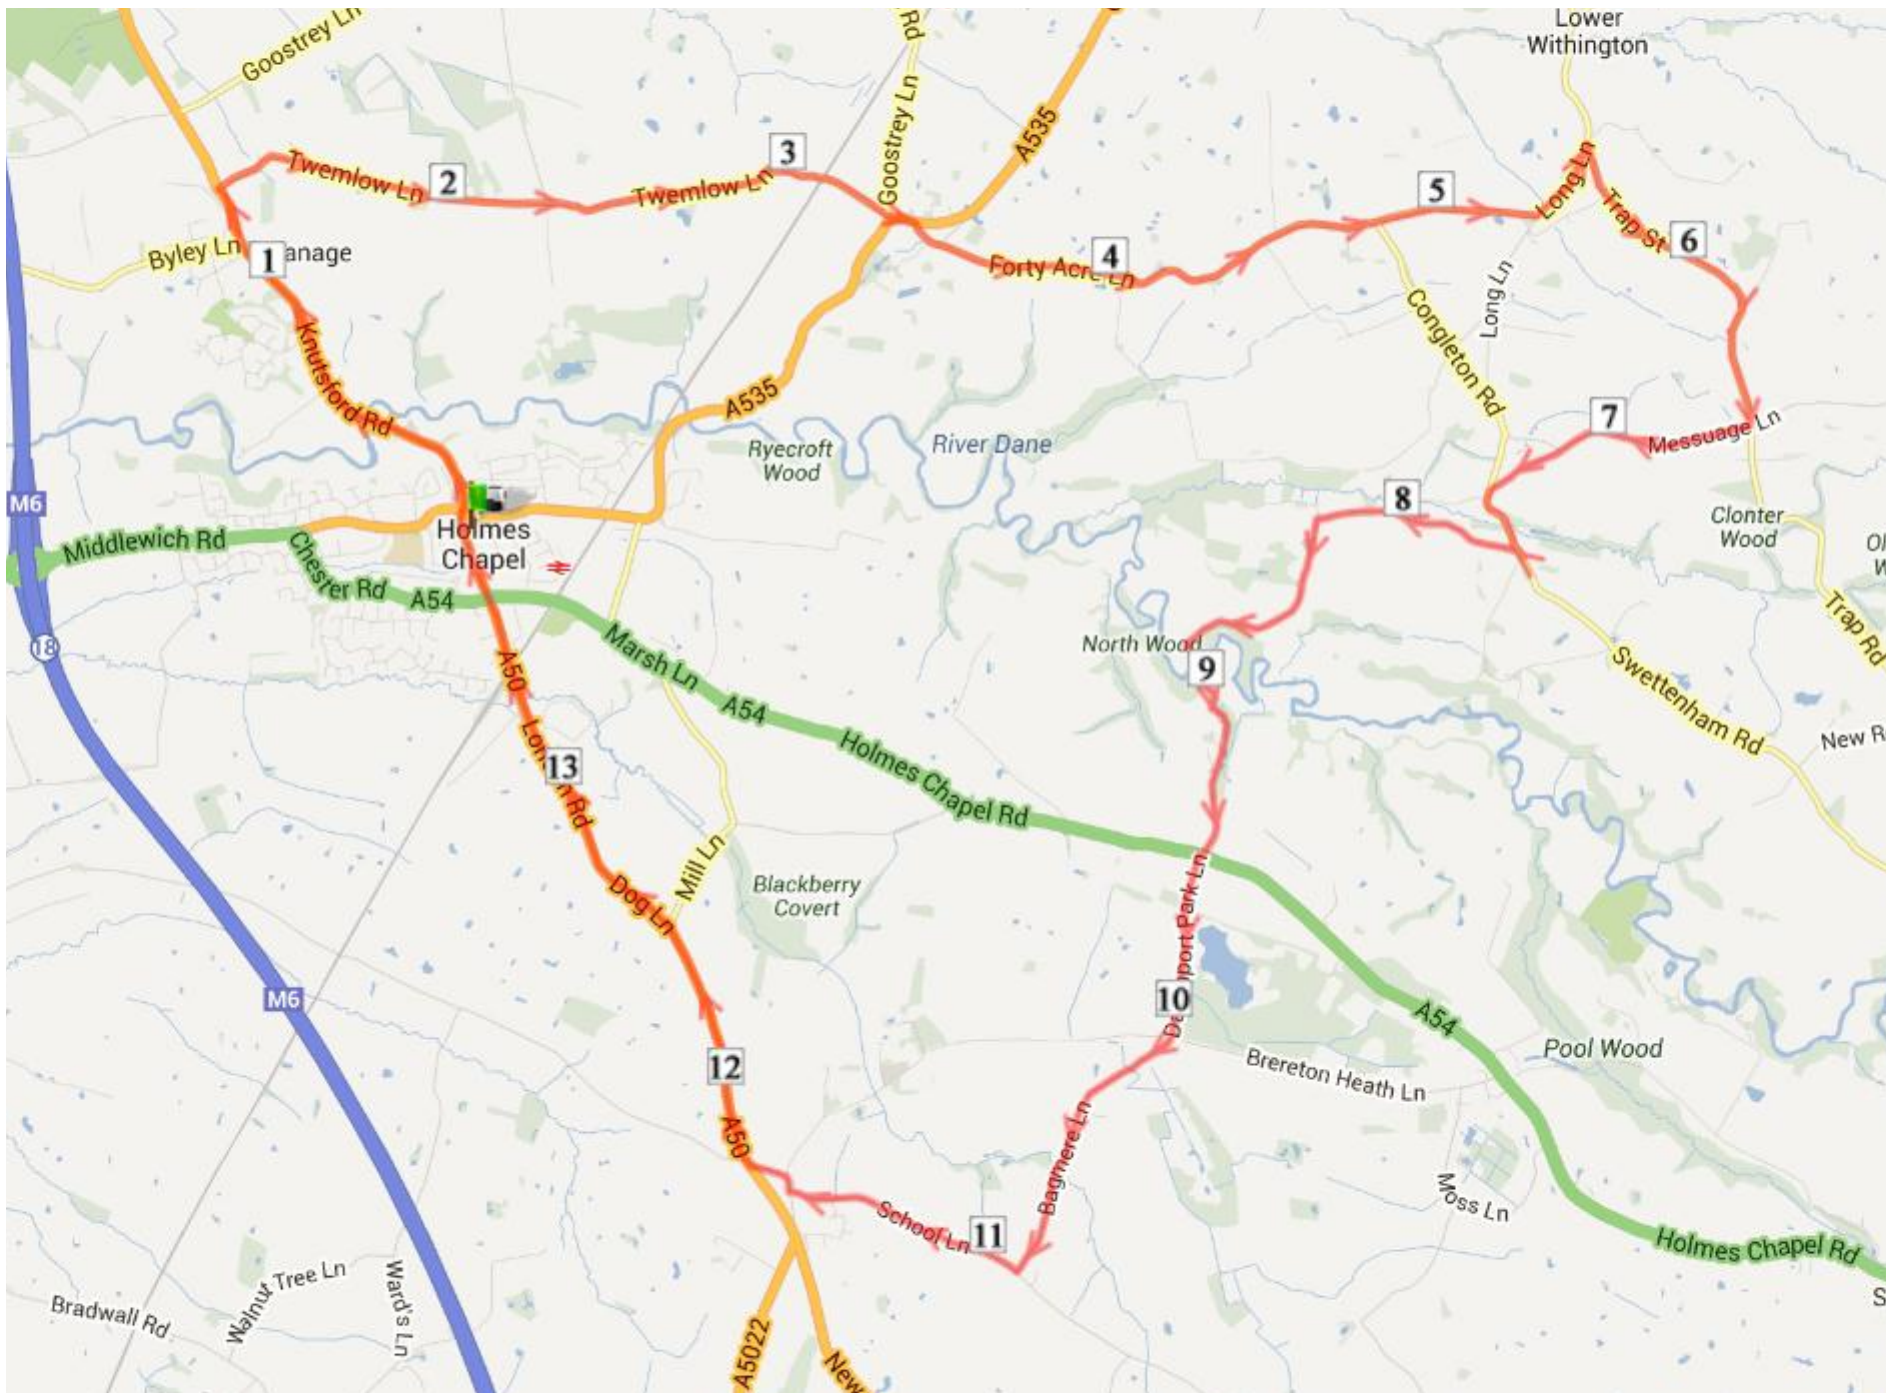 Lower
Withington
Goostrey Ln
Rd
A535
Goostrey Ln
Twemlow Ln
2
3
Twemlow Ln
Long Ln
5
Trap St
6
Byley Ln
1
anage
4
Forty Acre Ln
Long Ln
Congleton Rd
Knutsford Rd
A535
7
Messuage Ln
Ryecroft
Wood
River Dane
M6
8
Holmes
Chapel
Middlewich Rd
Chester Rd
A54
Clonter
Wood
Trap Rd
18
Marsh Ln
North Wood
9
A50
A54
Swettenham Rd
New R
13
Holmes Chapel Rd
Dog Ln
Mill Ln
Blackberry
Covert
port Park Ln
M6
10
A54
12
Brereton Heath Ln
Pool Wood
A50
Bagmere Ln
Moss Ln
School Ln
11
Holmes Chapel Rd
Walnut Tree Ln
Ward's Ln
Bradwall Rd
A5022
New
S